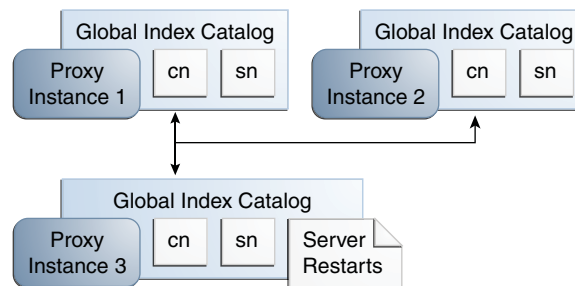 Global Index Catalog
Proxy
Instance 1
cn
sn
Global Index Catalog
Proxy
Instance 2
cn
sn
Global Index Catalog
Proxy
Instance 3
cn
sn
Server
Restarts